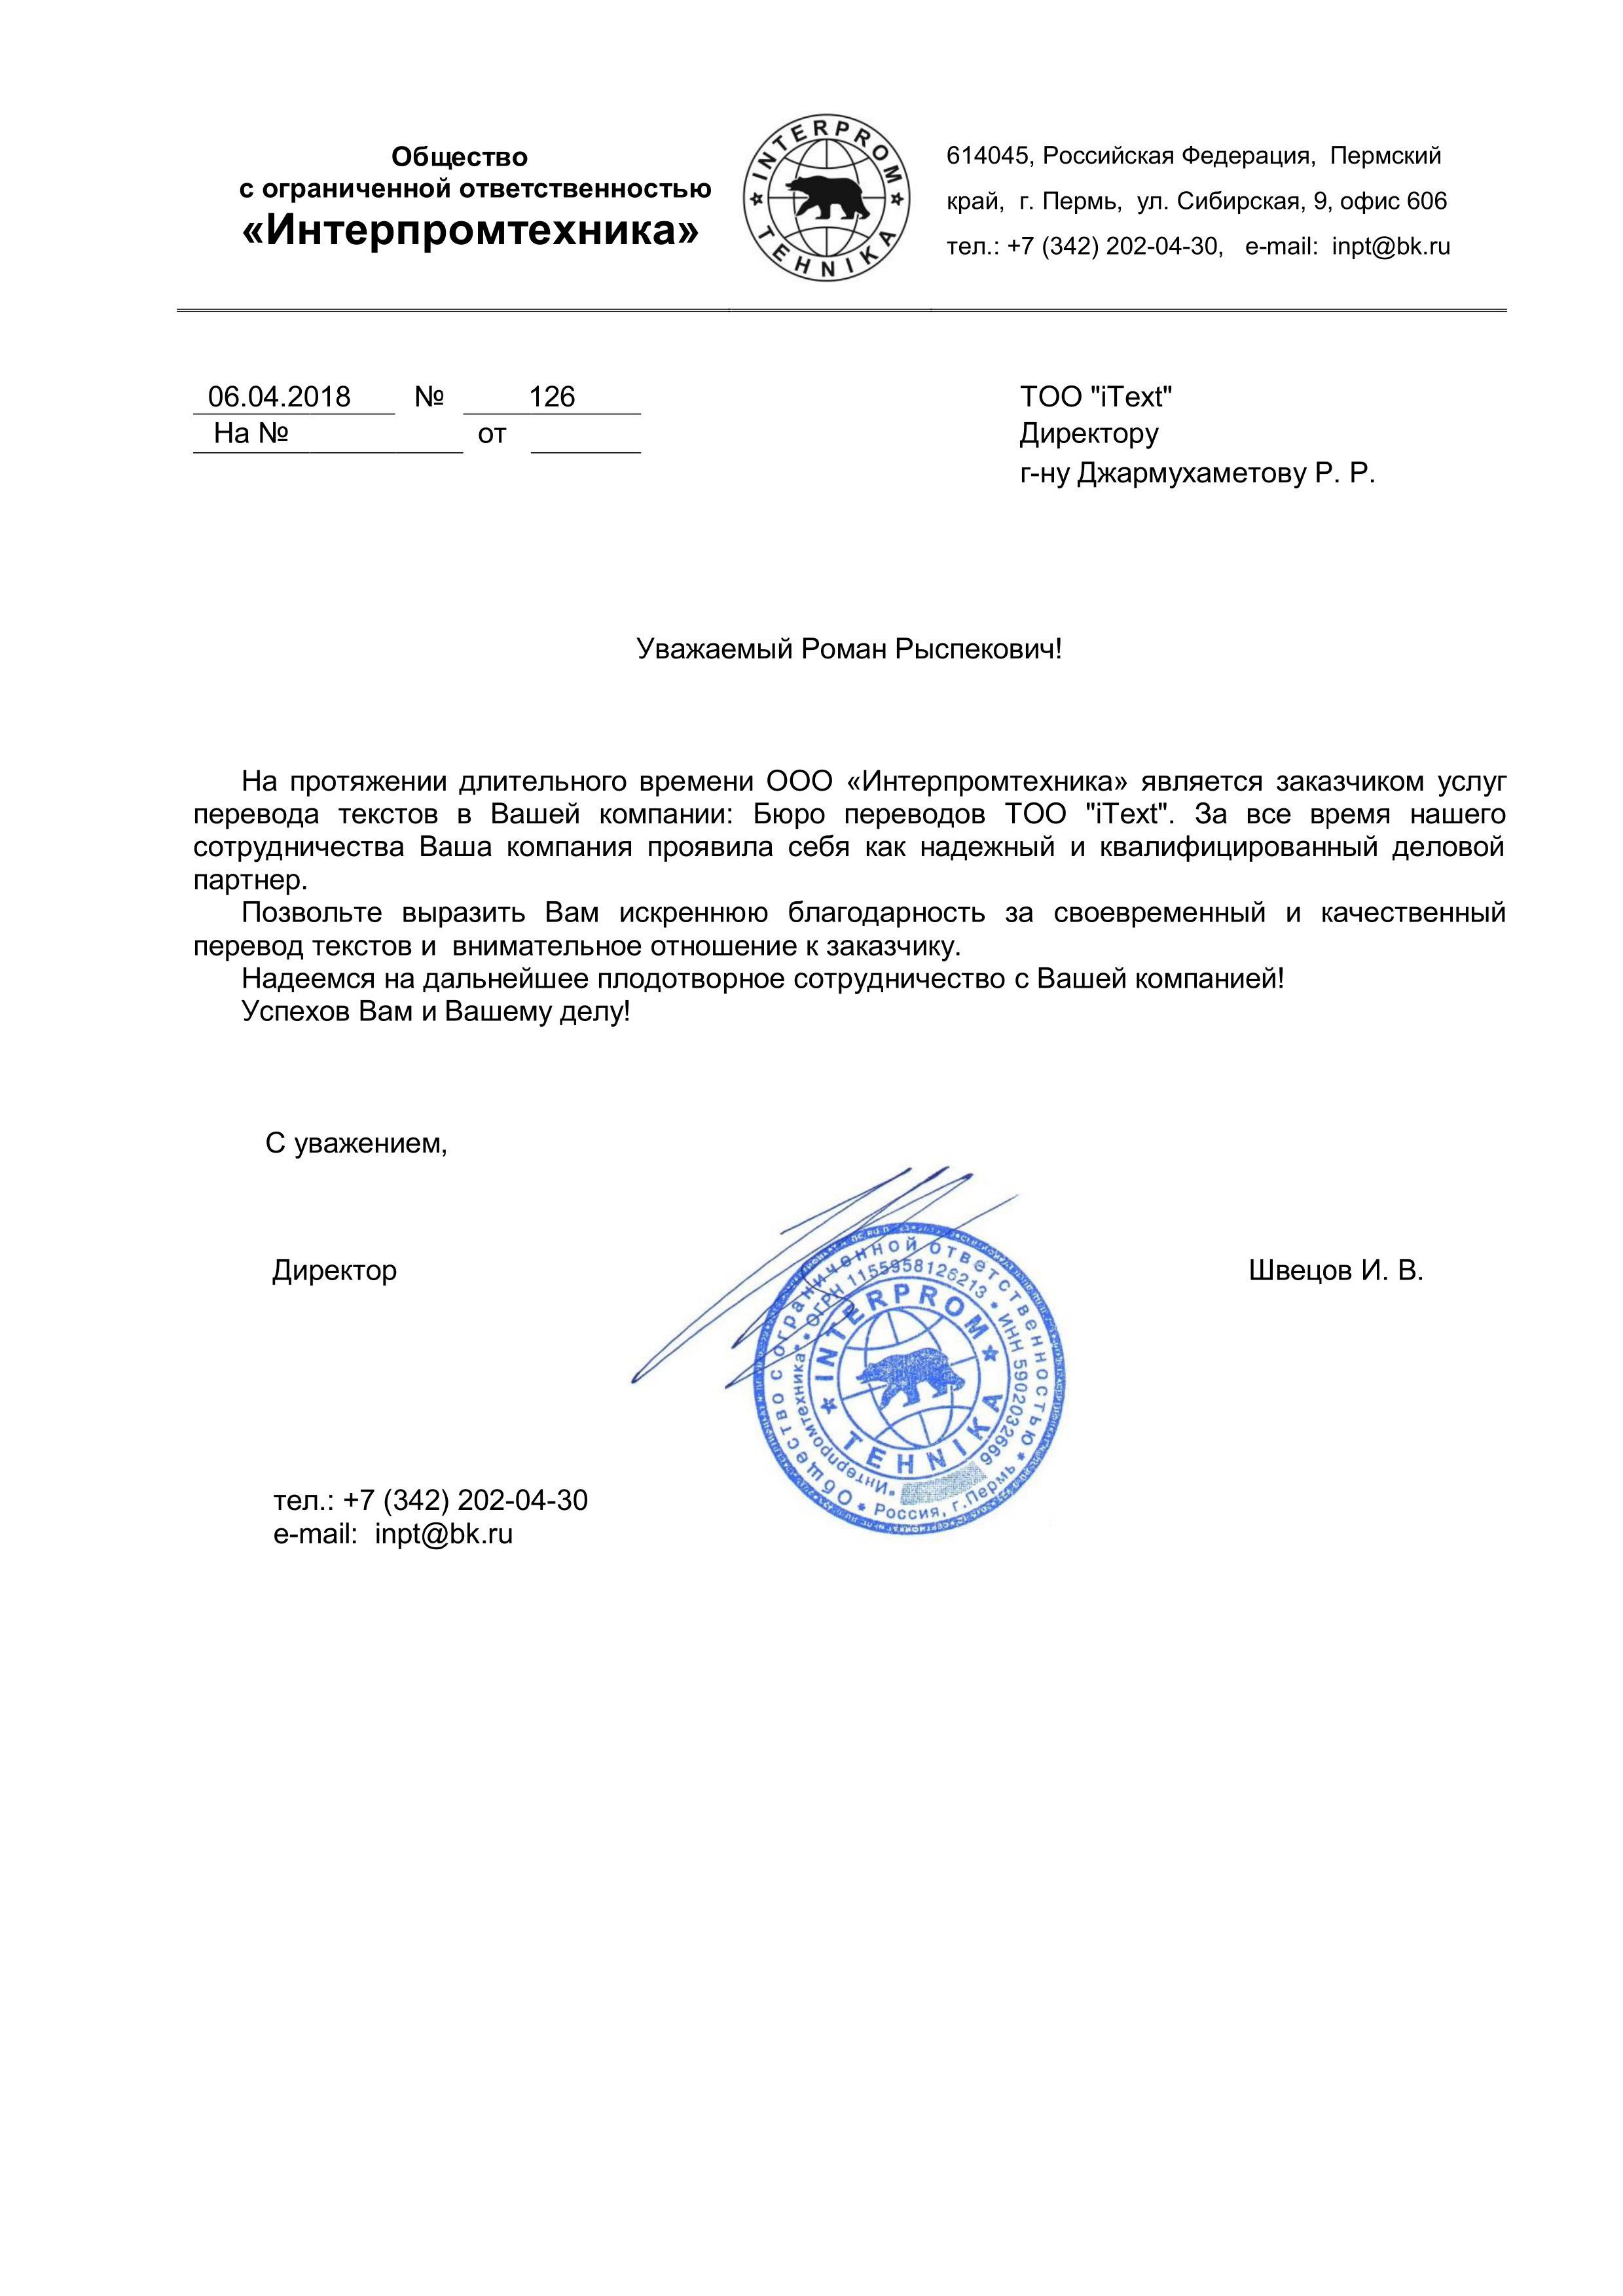 Общество
с ограниченной ответственностью
«Интерпромтехника»
INTERPROM
TEHNIKA
614045, Российская Федерация, Пермский
край, г. Пермь, ул. Сибирская, 9, офис 606
тел.: +7 (342) 202-04-30, e-mail: inpt@bk.ru
06.04.2018 № 126
На № от
ТОО "iText"
Директору
г-ну Джармухаметову Р. Р.
Уважаемый Роман Рыспекович!
На протяжении длительного времени ООО «Интерпромтехника» является заказчиком услуг
перевода текстов в Вашей компании: Бюро переводов ТОО "iText". За все время нашего
сотрудничества Ваша компания проявила себя как надежный и квалифицированный деловой
партнер.
Позвольте выразить Вам искреннюю благодарность за своевременный и качественный
перевод текстов и внимательное отношение к заказчику.
Надеемся на дальнейшее плодотворное сотрудничество с Вашей компанией!
Успехов Вам и Вашему делу!
С уважением,
Директор
Швецов И. В.
Общество с ограниченной ответственностью
Россия, г.Пермь
"Интерпромтехника" • ОГРН 1155958126213 • ИНН 5902032666
INTERPROM
TEHNIKA
тел.: +7 (342) 202-04-30
e-mail: inpt@bk.ru